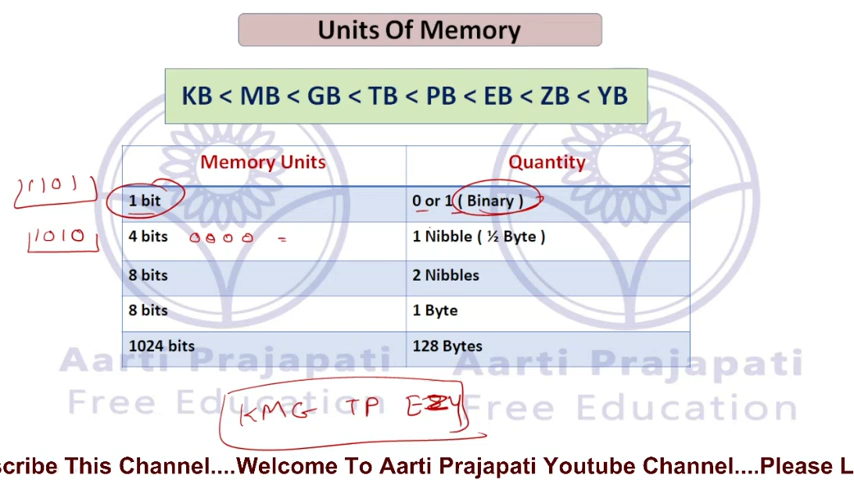 Units Of Memory
KB < MB < GB < TB < PB < EB < ZB < YB
Memory Units Quantity
1101
1 bit 0 or 1 ( Binary )
1010
4 bits 0000 = 1 Nibble ( ½ Byte )
8 bits 2 Nibbles
8 bits 1 Byte
1024 bits 128 Bytes
Aarti Prajapati Aarti Prajapati
Free Education Free Education
KMG TP EZY
scribe This Channel....Welcome To Aarti Prajapati Youtube Channel....Please L